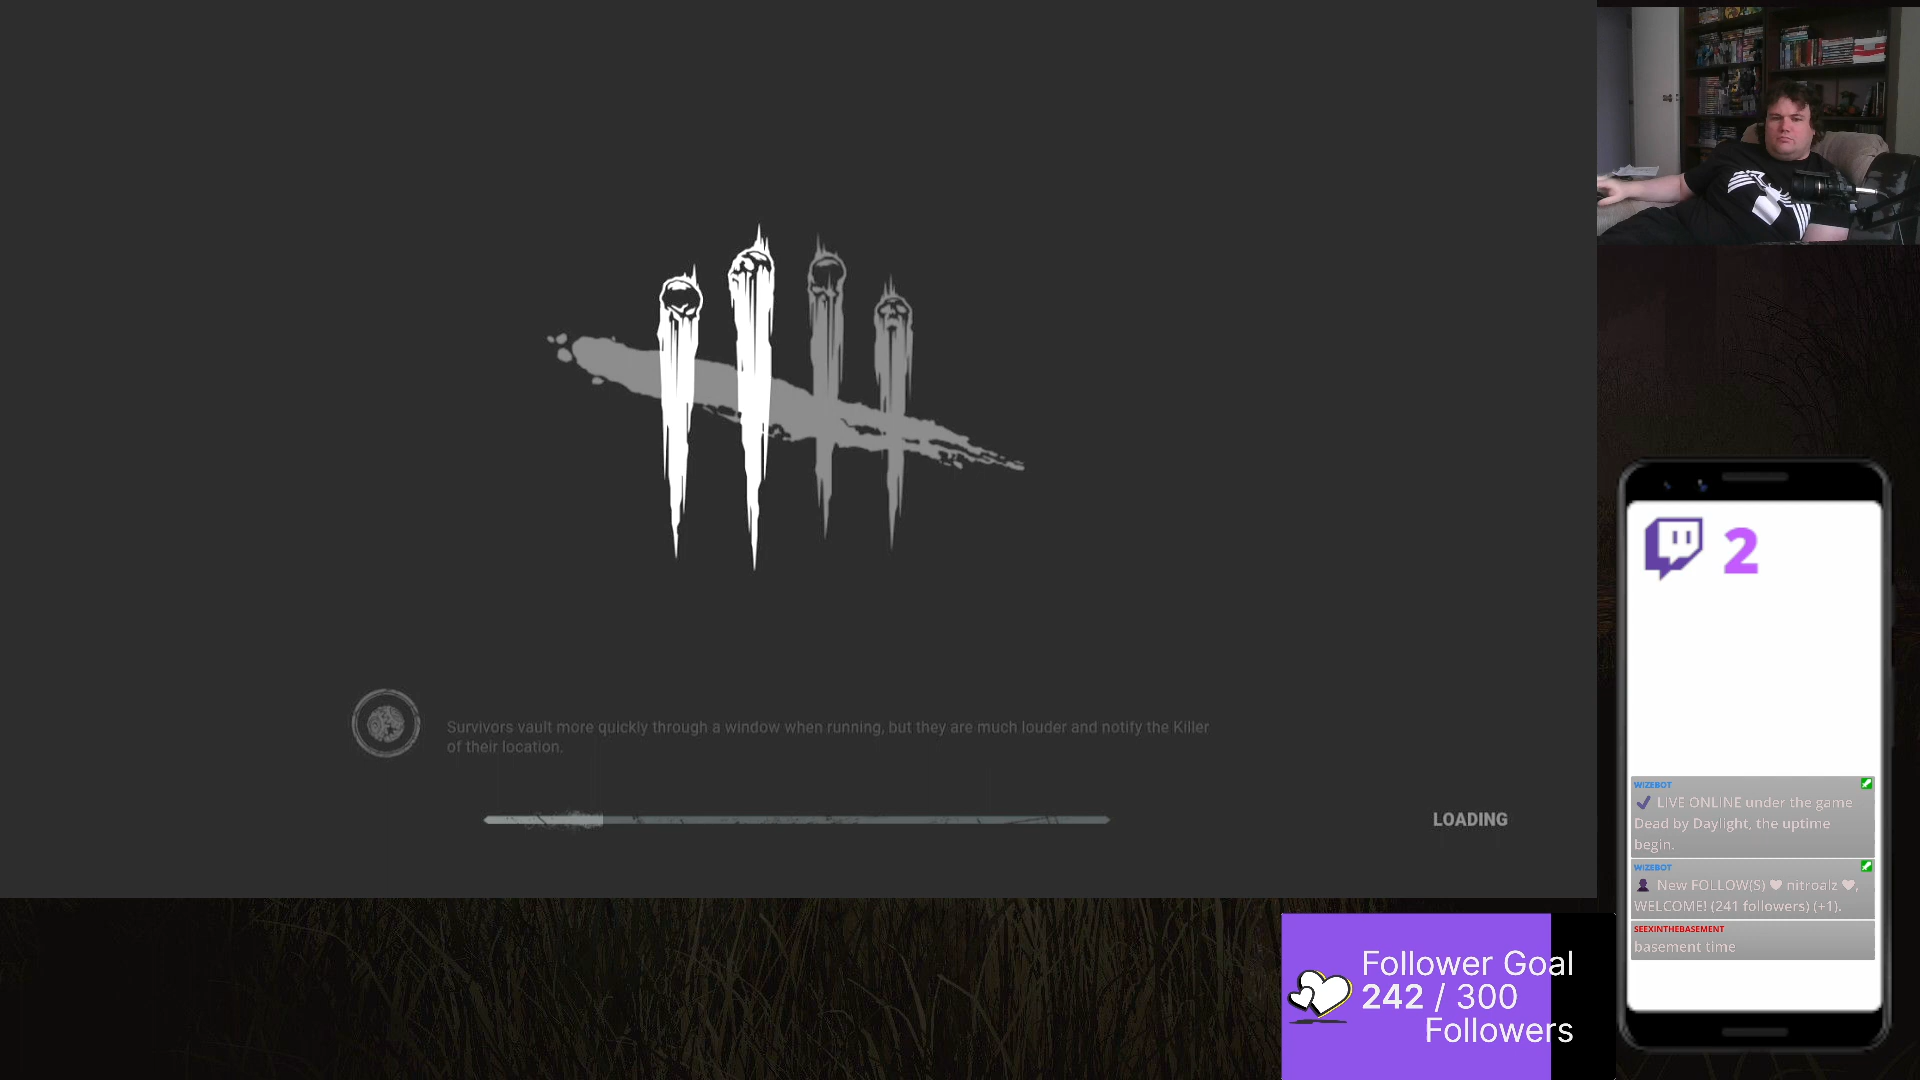 Survivors vault more quickly through a window when running, but they are much louder and notify the Killer
of their location.
LOADING
2
WIZEBOT
LIVE ONLINE under the game
Dead by Daylight, the uptime
begin.
WIZEBOT
New FOLLOW(S) ♥ nitroalz ♥,
WELCOME! (241 followers) (+1).
SEEXINTHEBASEMENT
basement time
Follower Goal
242 / 300
Followers